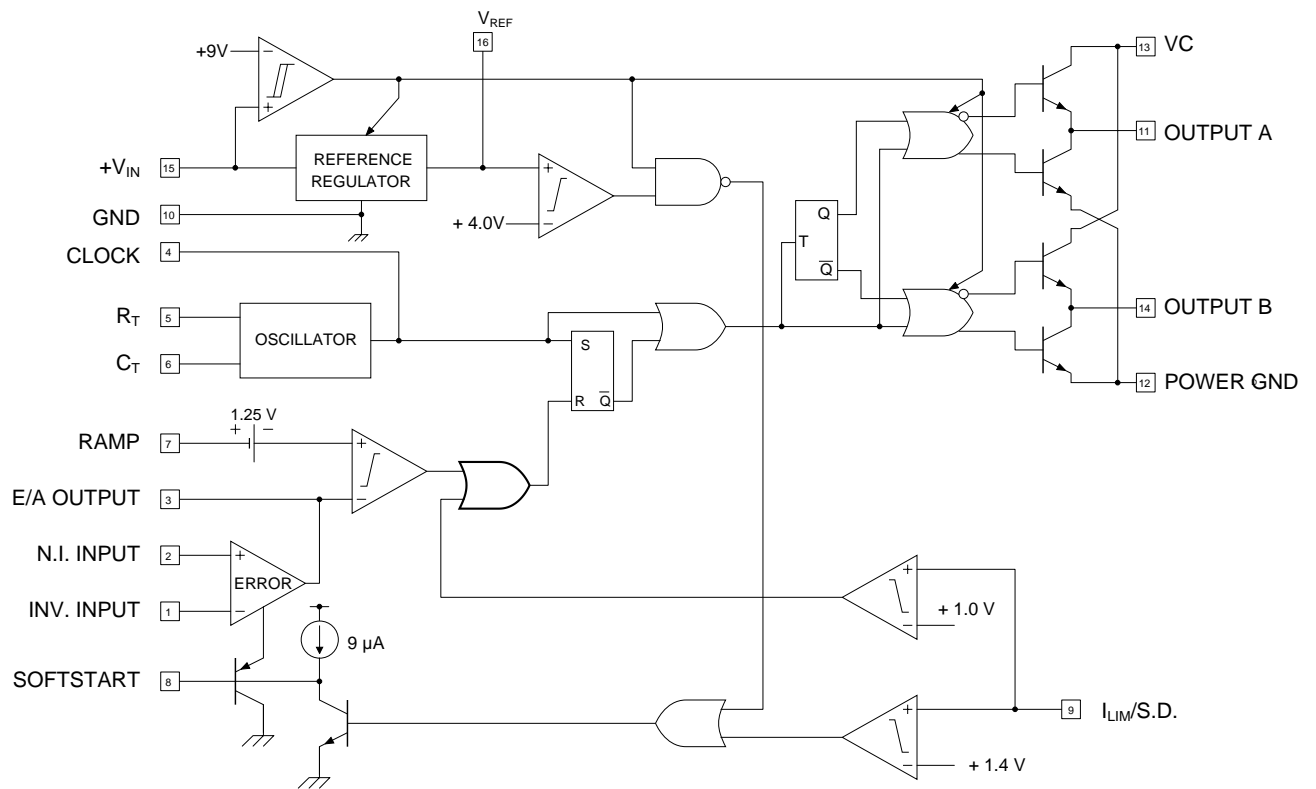 V_REF
16
+9V
−
+
13
VC
11
OUTPUT A
+V_IN
15
REFERENCE
REGULATOR
+
−
+ 4.0V
GND
10
CLOCK
4
Q
T
Q̅
R_T
5
OSCILLATOR
C_T
6
S
R
Q̅
14
OUTPUT B
12
POWER GND
1.25 V
+ −
RAMP
7
+
E/A OUTPUT
3
−
N.I. INPUT
2
+
ERROR
INV. INPUT
1
−
+
+ 1.0 V
−
9 µA
SOFTSTART
8
+
9
I_LIM/S.D.
−
+ 1.4 V